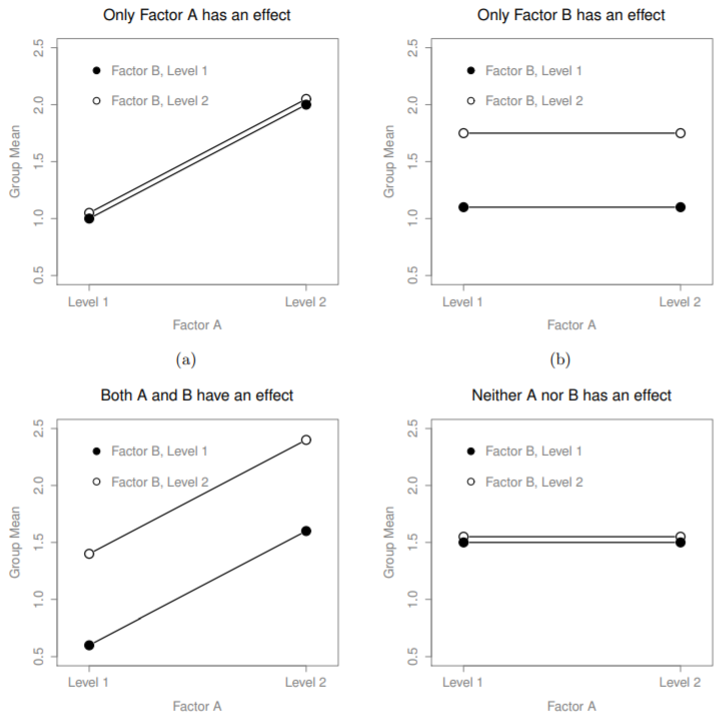 Only Factor A has an effect
2.5
2.0
1.5
1.0
0.5
Group Mean
Factor B, Level 1
Factor B, Level 2
Level 1
Level 2
Factor A
(a)
Only Factor B has an effect
2.5
2.0
1.5
1.0
0.5
Group Mean
Factor B, Level 1
Factor B, Level 2
Level 1
Level 2
Factor A
(b)
Both A and B have an effect
2.5
2.0
1.5
1.0
0.5
Group Mean
Factor B, Level 1
Factor B, Level 2
Level 1
Level 2
Factor A
Neither A nor B has an effect
2.5
2.0
1.5
1.0
0.5
Group Mean
Factor B, Level 1
Factor B, Level 2
Level 1
Level 2
Factor A